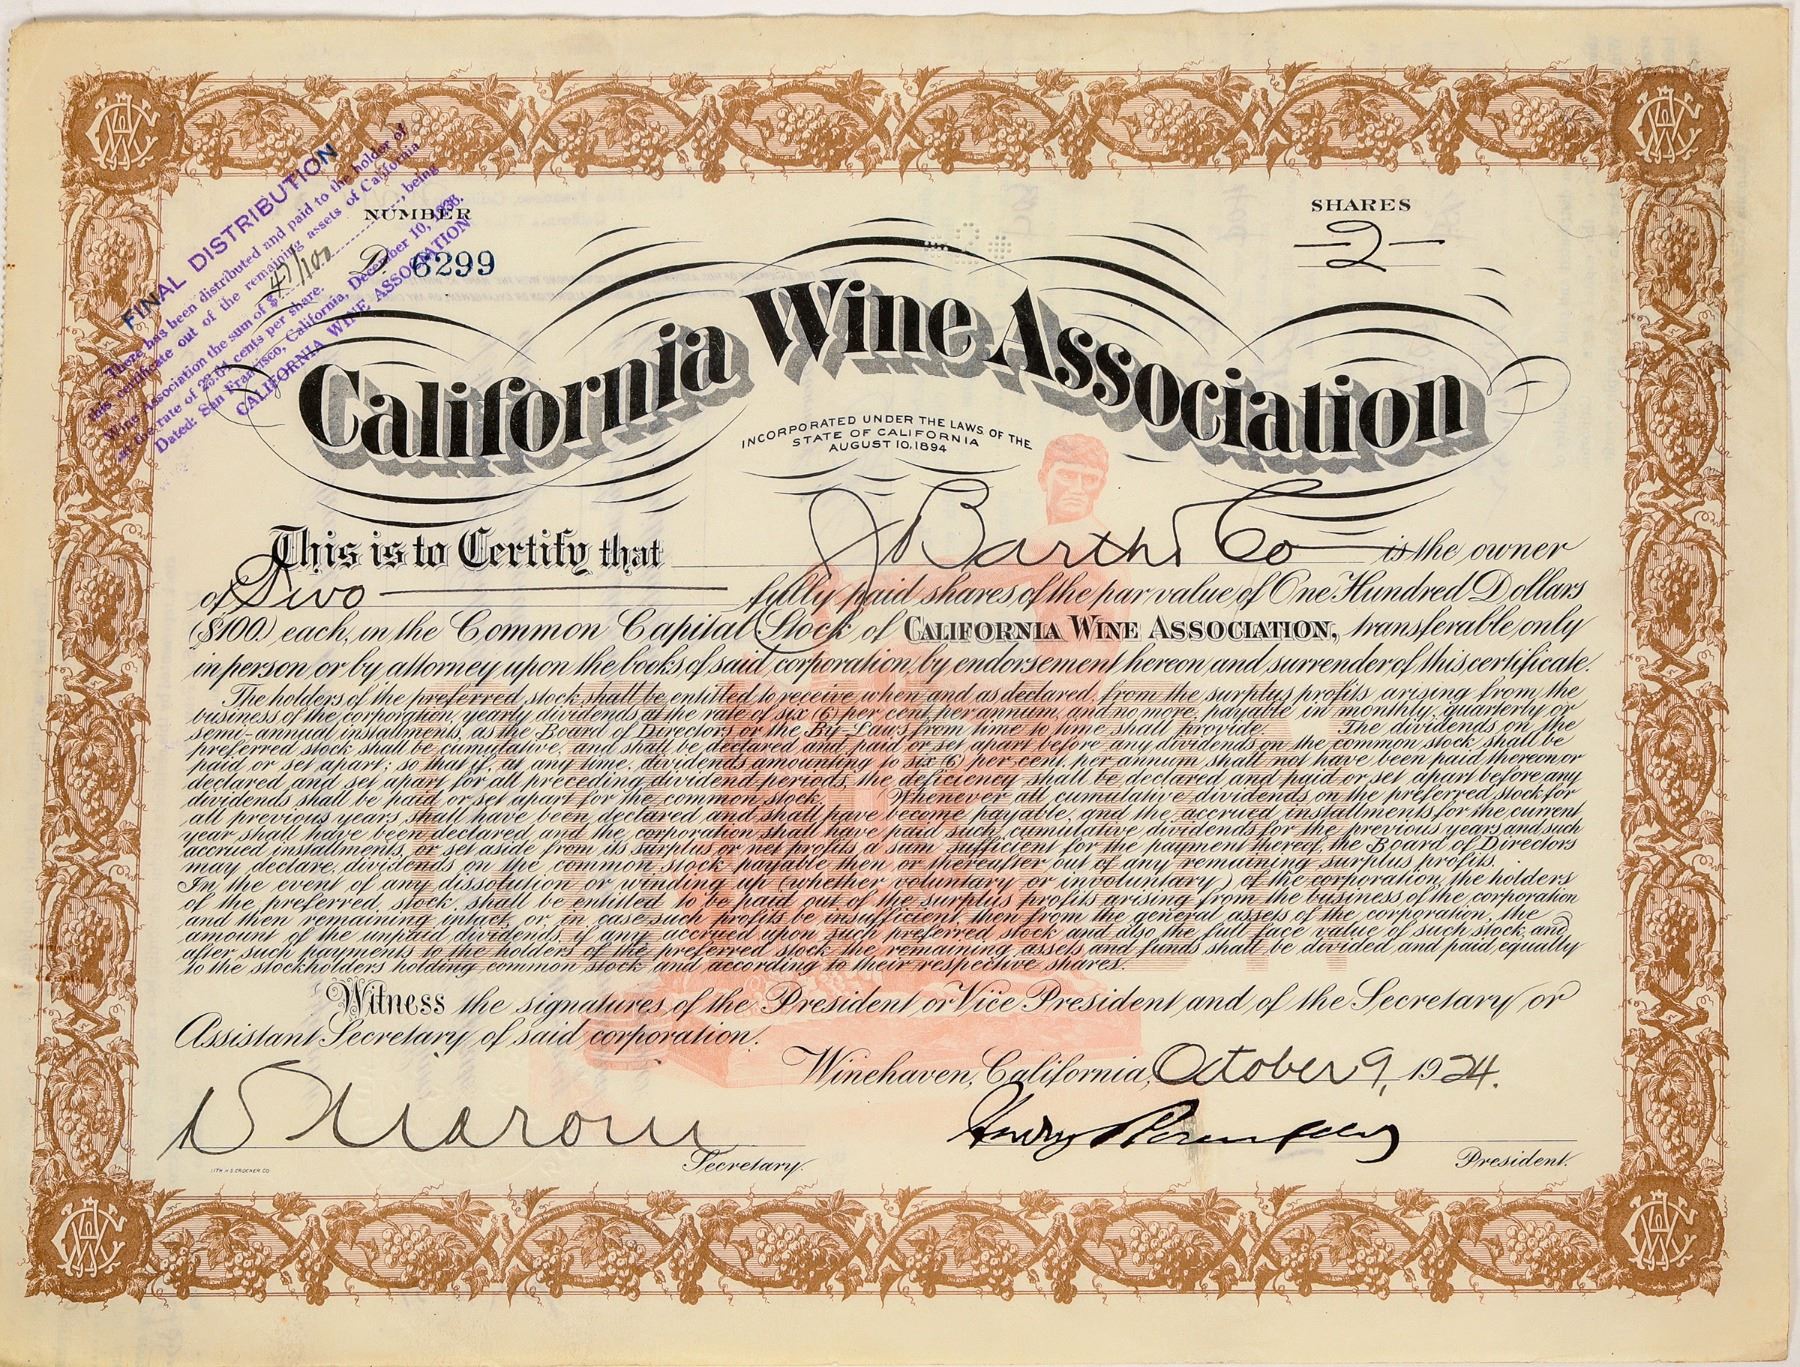 FINAL DISTRIBUTION
There has been distributed and paid to the holder of
this certificate out of the remaining assets of California
Wine Association the sum of $ 47/100, being
at the rate of cents per share.
Dated: San Francisco, California, December 10, 1936.
CALIFORNIA WINE ASSOCIATION
NUMBER
6299
SHARES
2
California Wine Association
INCORPORATED UNDER THE LAWS OF THE
STATE OF CALIFORNIA
AUGUST 10, 1894
This is to Certify that J Barth & Co is the owner
of Two fully paid shares of the par value of One Hundred Dollars
($100.) each, in the Common Capital Stock of CALIFORNIA WINE ASSOCIATION, transferable only
in person or by attorney upon the books of said corporation, by endorsement hereon and surrender of this certificate.
The holders of the preferred stock shall be entitled to receive when and as declared, from the surplus profits arising from the
business of the corporation, yearly dividends at the rate of six (6) per cent. per annum, and no more, payable in monthly, quarterly or
semi-annual installments, as the Board of Directors or the By-Laws from time to time shall provide. The dividends on the
preferred stock shall be cumulative, and shall be declared and paid or set apart before any dividends on the common stock shall be
paid or set apart; so that if, at any time, dividends amounting to six (6) per cent. per annum shall not have been paid thereon or
declared and set apart for all preceding dividend periods, the deficiency shall be declared and paid or set apart before any
dividends shall be paid or set apart for the common stock. Whenever all cumulative dividends on the preferred stock for
all previous years shall have been declared and shall have become payable, and the accrued installments for the current
year shall have been declared and the corporation shall have paid such cumulative dividends for the previous years and such
accrued installments, or set aside from its surplus or net profits a sum sufficient for the payment thereof, the Board of Directors
may declare dividends on the common stock payable then or thereafter out of any remaining surplus profits.
In the event of any dissolution or winding up (whether voluntary or involuntary) of the corporation, the holders
of the preferred stock shall be entitled to be paid out of the surplus profits arising from the business of the corporation
and then remaining intact, or in case such profits be insufficient, then from the general assets of the corporation, the
amount of the unpaid dividends, if any, accrued upon such preferred stock and also the full face value of such stock, and
after such payments to the holders of the preferred stock the remaining assets and funds shall be divided and paid equally
to the stockholders holding common stock and according to their respective shares.
Witness the signatures of the President or Vice President and of the Secretary or
Assistant Secretary of said corporation.
Winehaven, California, October 9, 1924.
Secretary.
President.
LITH. H.S. CROCKER CO.